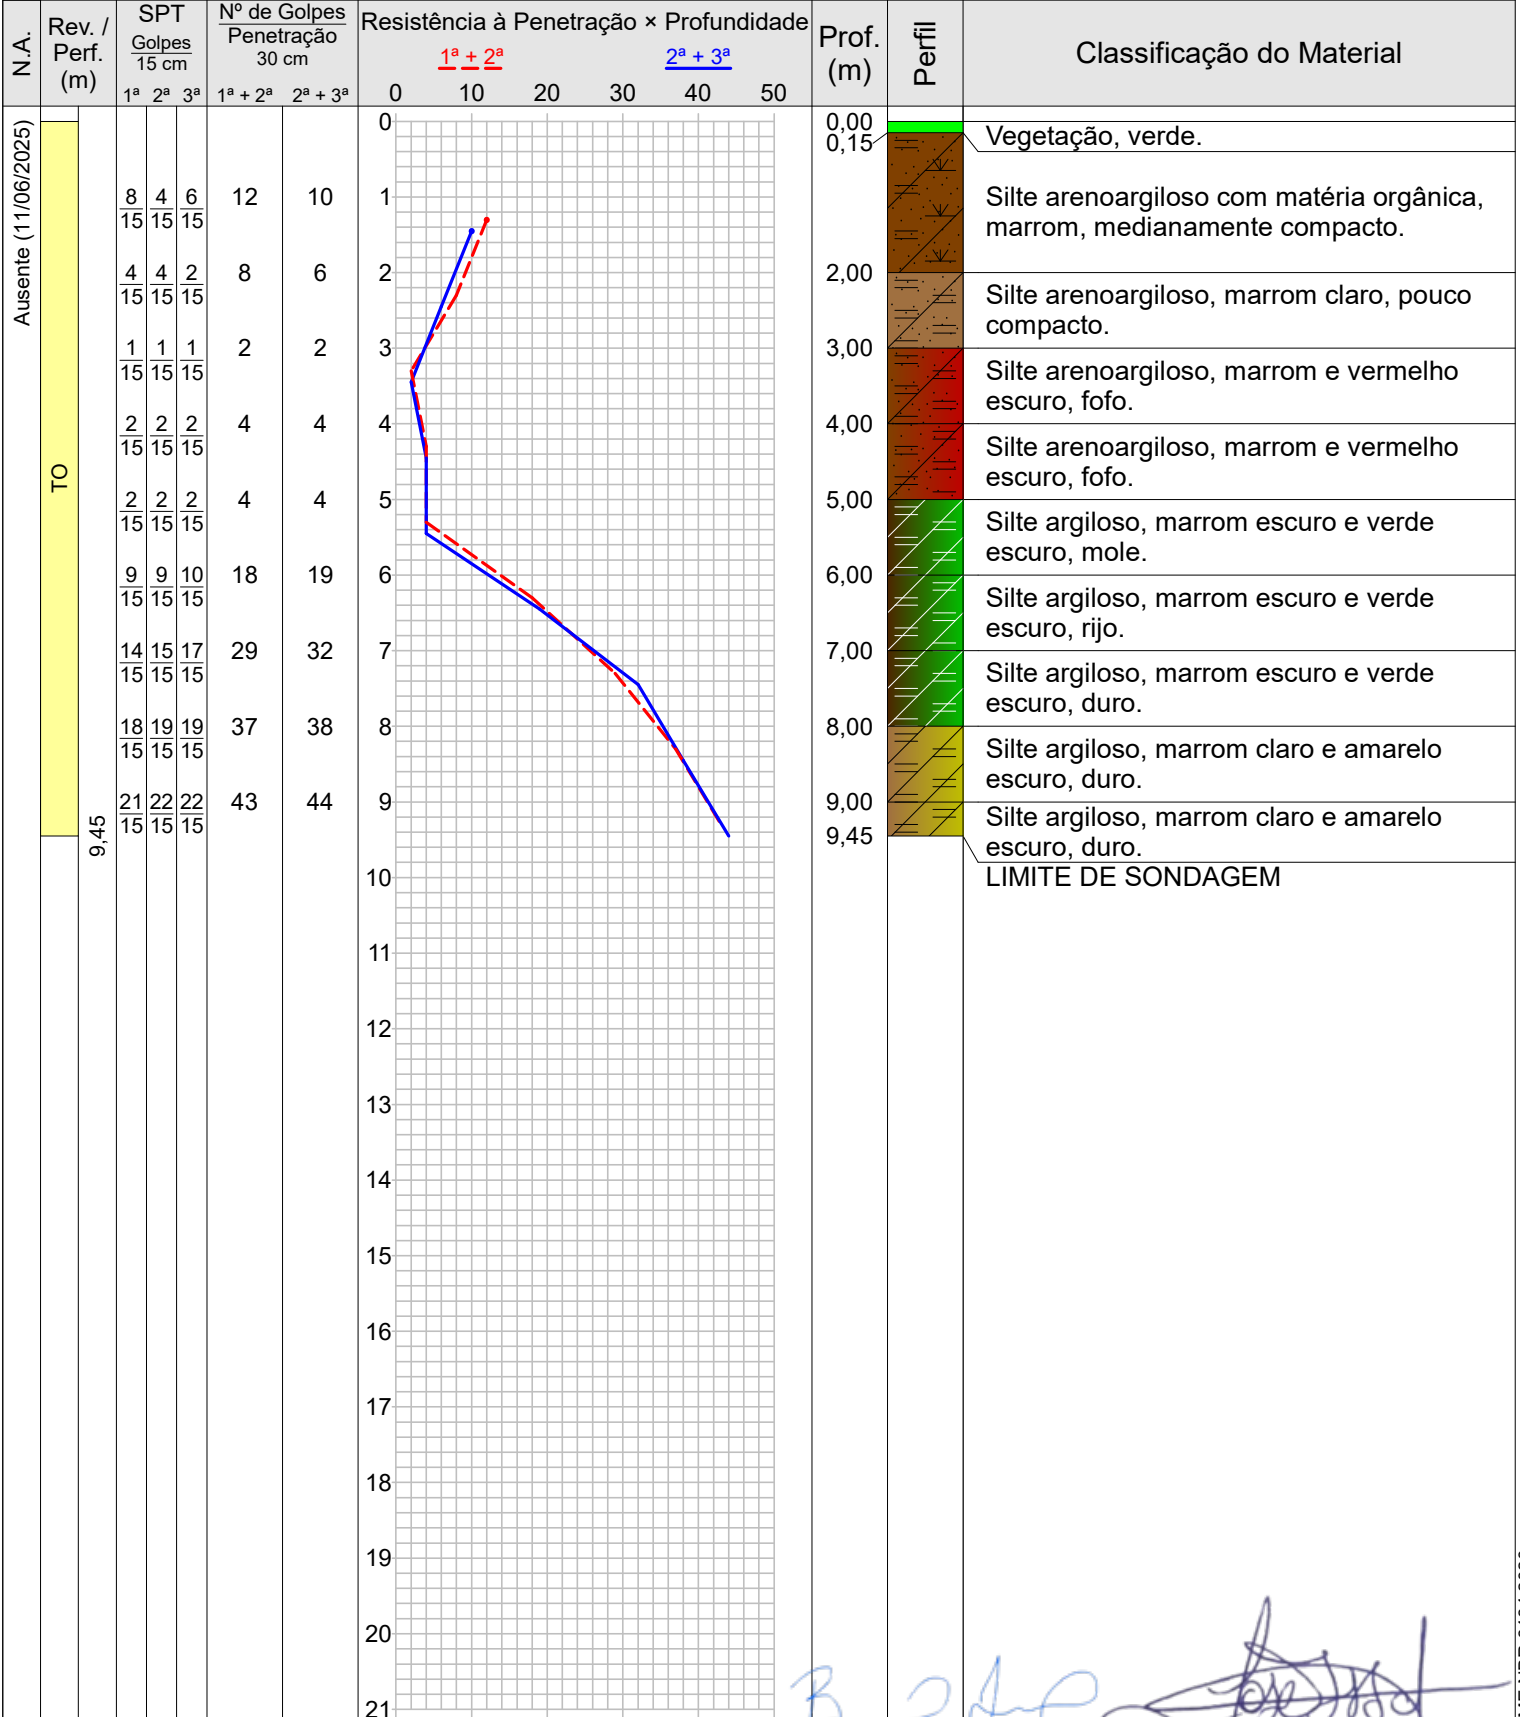 N.A.
Rev. /
Perf.
(m)
SPT
Golpes
15 cm
1ª 2ª 3ª
Nº de Golpes
Penetração
30 cm
1ª + 2ª 2ª + 3ª
Resistência à Penetração × Profundidade
1ª + 2ª 2ª + 3ª
0 10 20 30 40 50
Prof.
(m)
Perfil
Classificação do Material
Ausente (11/06/2025)
TO
9,45
8 4 6 12 10
15 15 15
4 4 2 8 6
15 15 15
1 1 1 2 2
15 15 15
2 2 2 4 4
15 15 15
2 2 2 4 4
15 15 15
9 9 10 18 19
15 15 15
14 15 17 29 32
15 15 15
18 19 19 37 38
15 15 15
21 22 22 43 44
15 15 15
0
1
2
3
4
5
6
7
8
9
10
11
12
13
14
15
16
17
18
19
20
21
0,00
0,15
2,00
3,00
4,00
5,00
6,00
7,00
8,00
9,00
9,45
Vegetação, verde.
Silte arenoargiloso com matéria orgânica,
marrom, medianamente compacto.
Silte arenoargiloso, marrom claro, pouco
compacto.
Silte arenoargiloso, marrom e vermelho
escuro, fofo.
Silte arenoargiloso, marrom e vermelho
escuro, fofo.
Silte argiloso, marrom escuro e verde
escuro, mole.
Silte argiloso, marrom escuro e verde
escuro, rijo.
Silte argiloso, marrom escuro e verde
escuro, duro.
Silte argiloso, marrom claro e amarelo
escuro, duro.
Silte argiloso, marrom claro e amarelo
escuro, duro.
LIMITE DE SONDAGEM